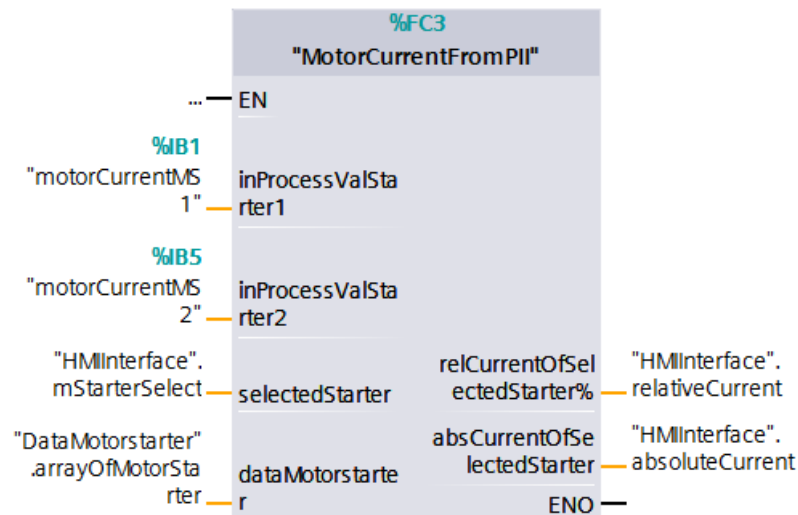 %FC3
"MotorCurrentFromPII"
... EN
%IB1
"motorCurrentMS
1"
inProcessValSta
rter1
%IB5
"motorCurrentMS
2"
inProcessValSta
rter2
"HMIInterface".
mStarterSelect
selectedStarter
"DataMotorstarter"
.arrayOfMotorSta
rter
dataMotorstarte
r
relCurrentOfSel
ectedStarter%
"HMIInterface".
relativeCurrent
absCurrentOfSe
lectedStarter
"HMIInterface".
absoluteCurrent
ENO